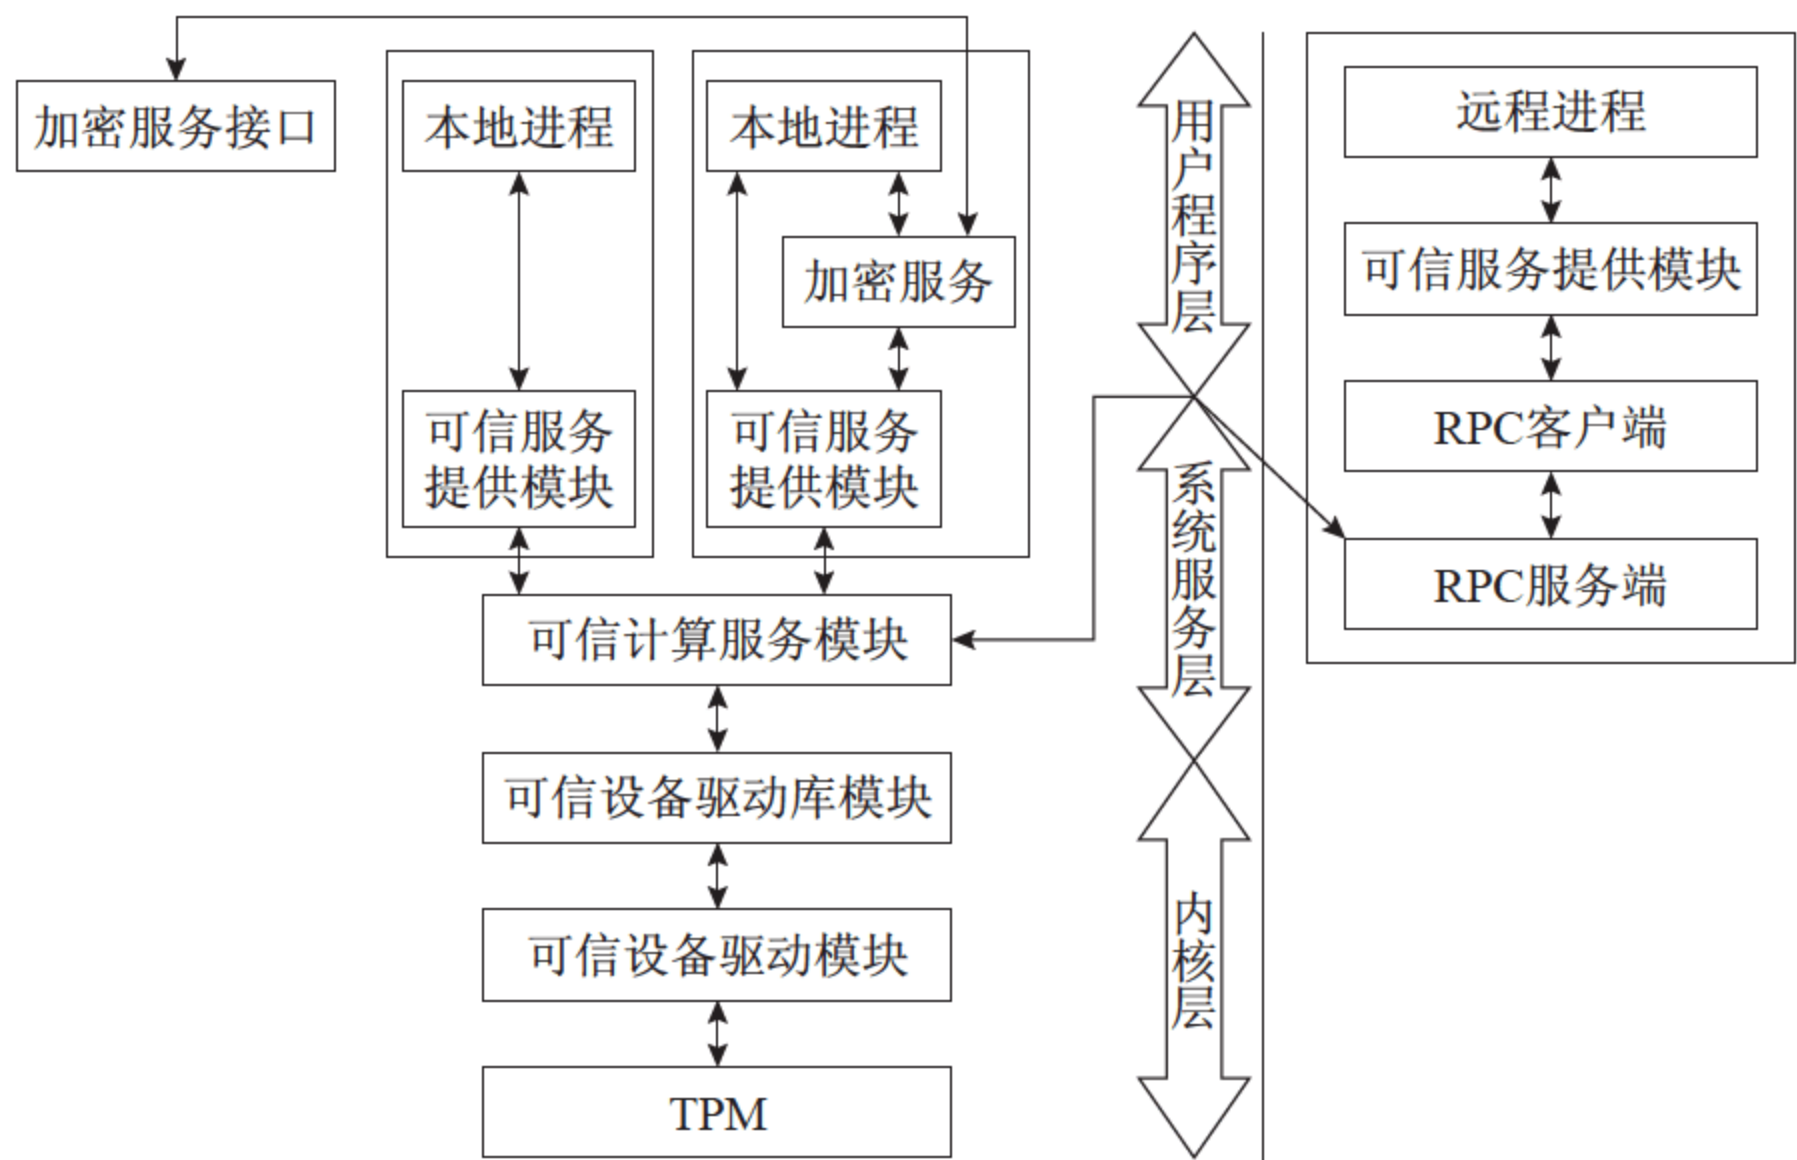 加密服务接口
本地进程
本地进程
加密服务
可信服务
提供模块
可信服务
提供模块
可信计算服务模块
可信设备驱动库模块
可信设备驱动模块
TPM
用户程序层
系统服务层
内核层
远程进程
可信服务提供模块
RPC客户端
RPC服务端